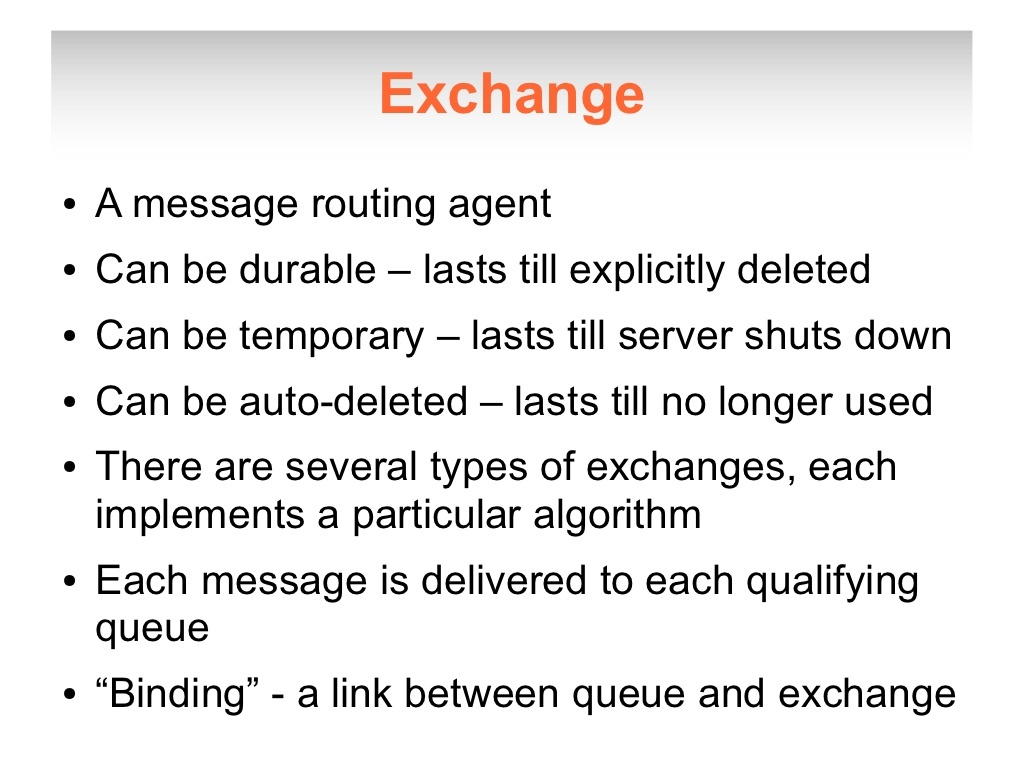 Exchange
• A message routing agent
• Can be durable – lasts till explicitly deleted
• Can be temporary – lasts till server shuts down
• Can be auto-deleted – lasts till no longer used
• There are several types of exchanges, each
implements a particular algorithm
• Each message is delivered to each qualifying
queue
• “Binding” - a link between queue and exchange